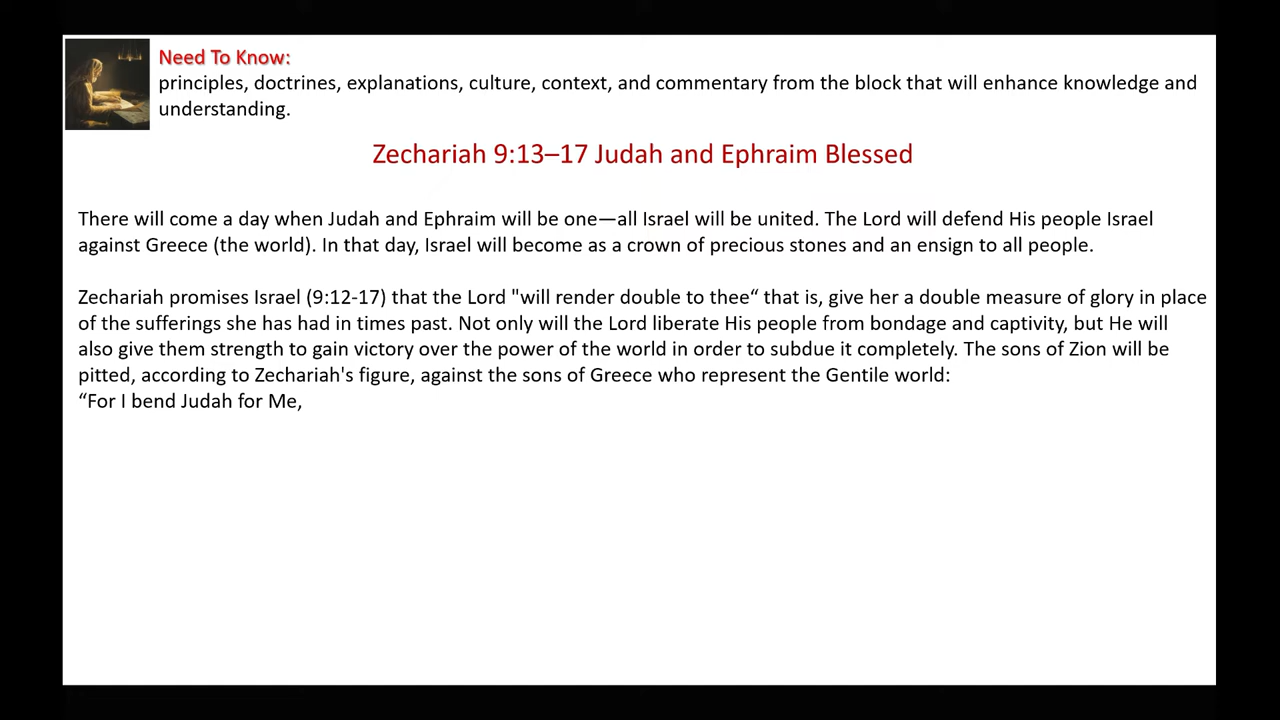 Need To Know:
principles, doctrines, explanations, culture, context, and commentary from the block that will enhance knowledge and
understanding.
Zechariah 9:13–17 Judah and Ephraim Blessed
There will come a day when Judah and Ephraim will be one—all Israel will be united. The Lord will defend His people Israel
against Greece (the world). In that day, Israel will become as a crown of precious stones and an ensign to all people.
Zechariah promises Israel (9:12-17) that the Lord "will render double to thee“ that is, give her a double measure of glory in place
of the sufferings she has had in times past. Not only will the Lord liberate His people from bondage and captivity, but He will
also give them strength to gain victory over the power of the world in order to subdue it completely. The sons of Zion will be
pitted, according to Zechariah's figure, against the sons of Greece who represent the Gentile world:
“For I bend Judah for Me,